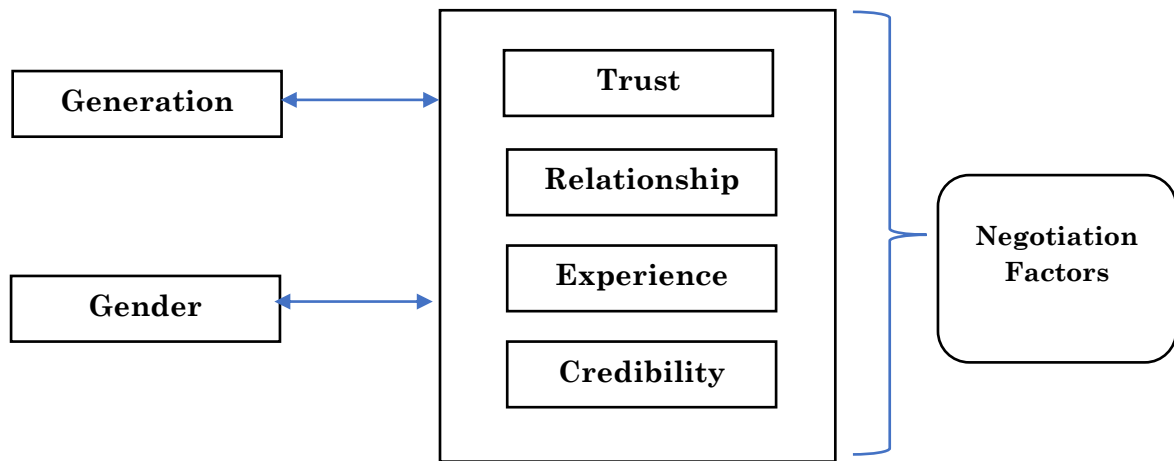 Generation
Gender
Trust
Relationship
Experience
Credibility
Negotiation
Factors